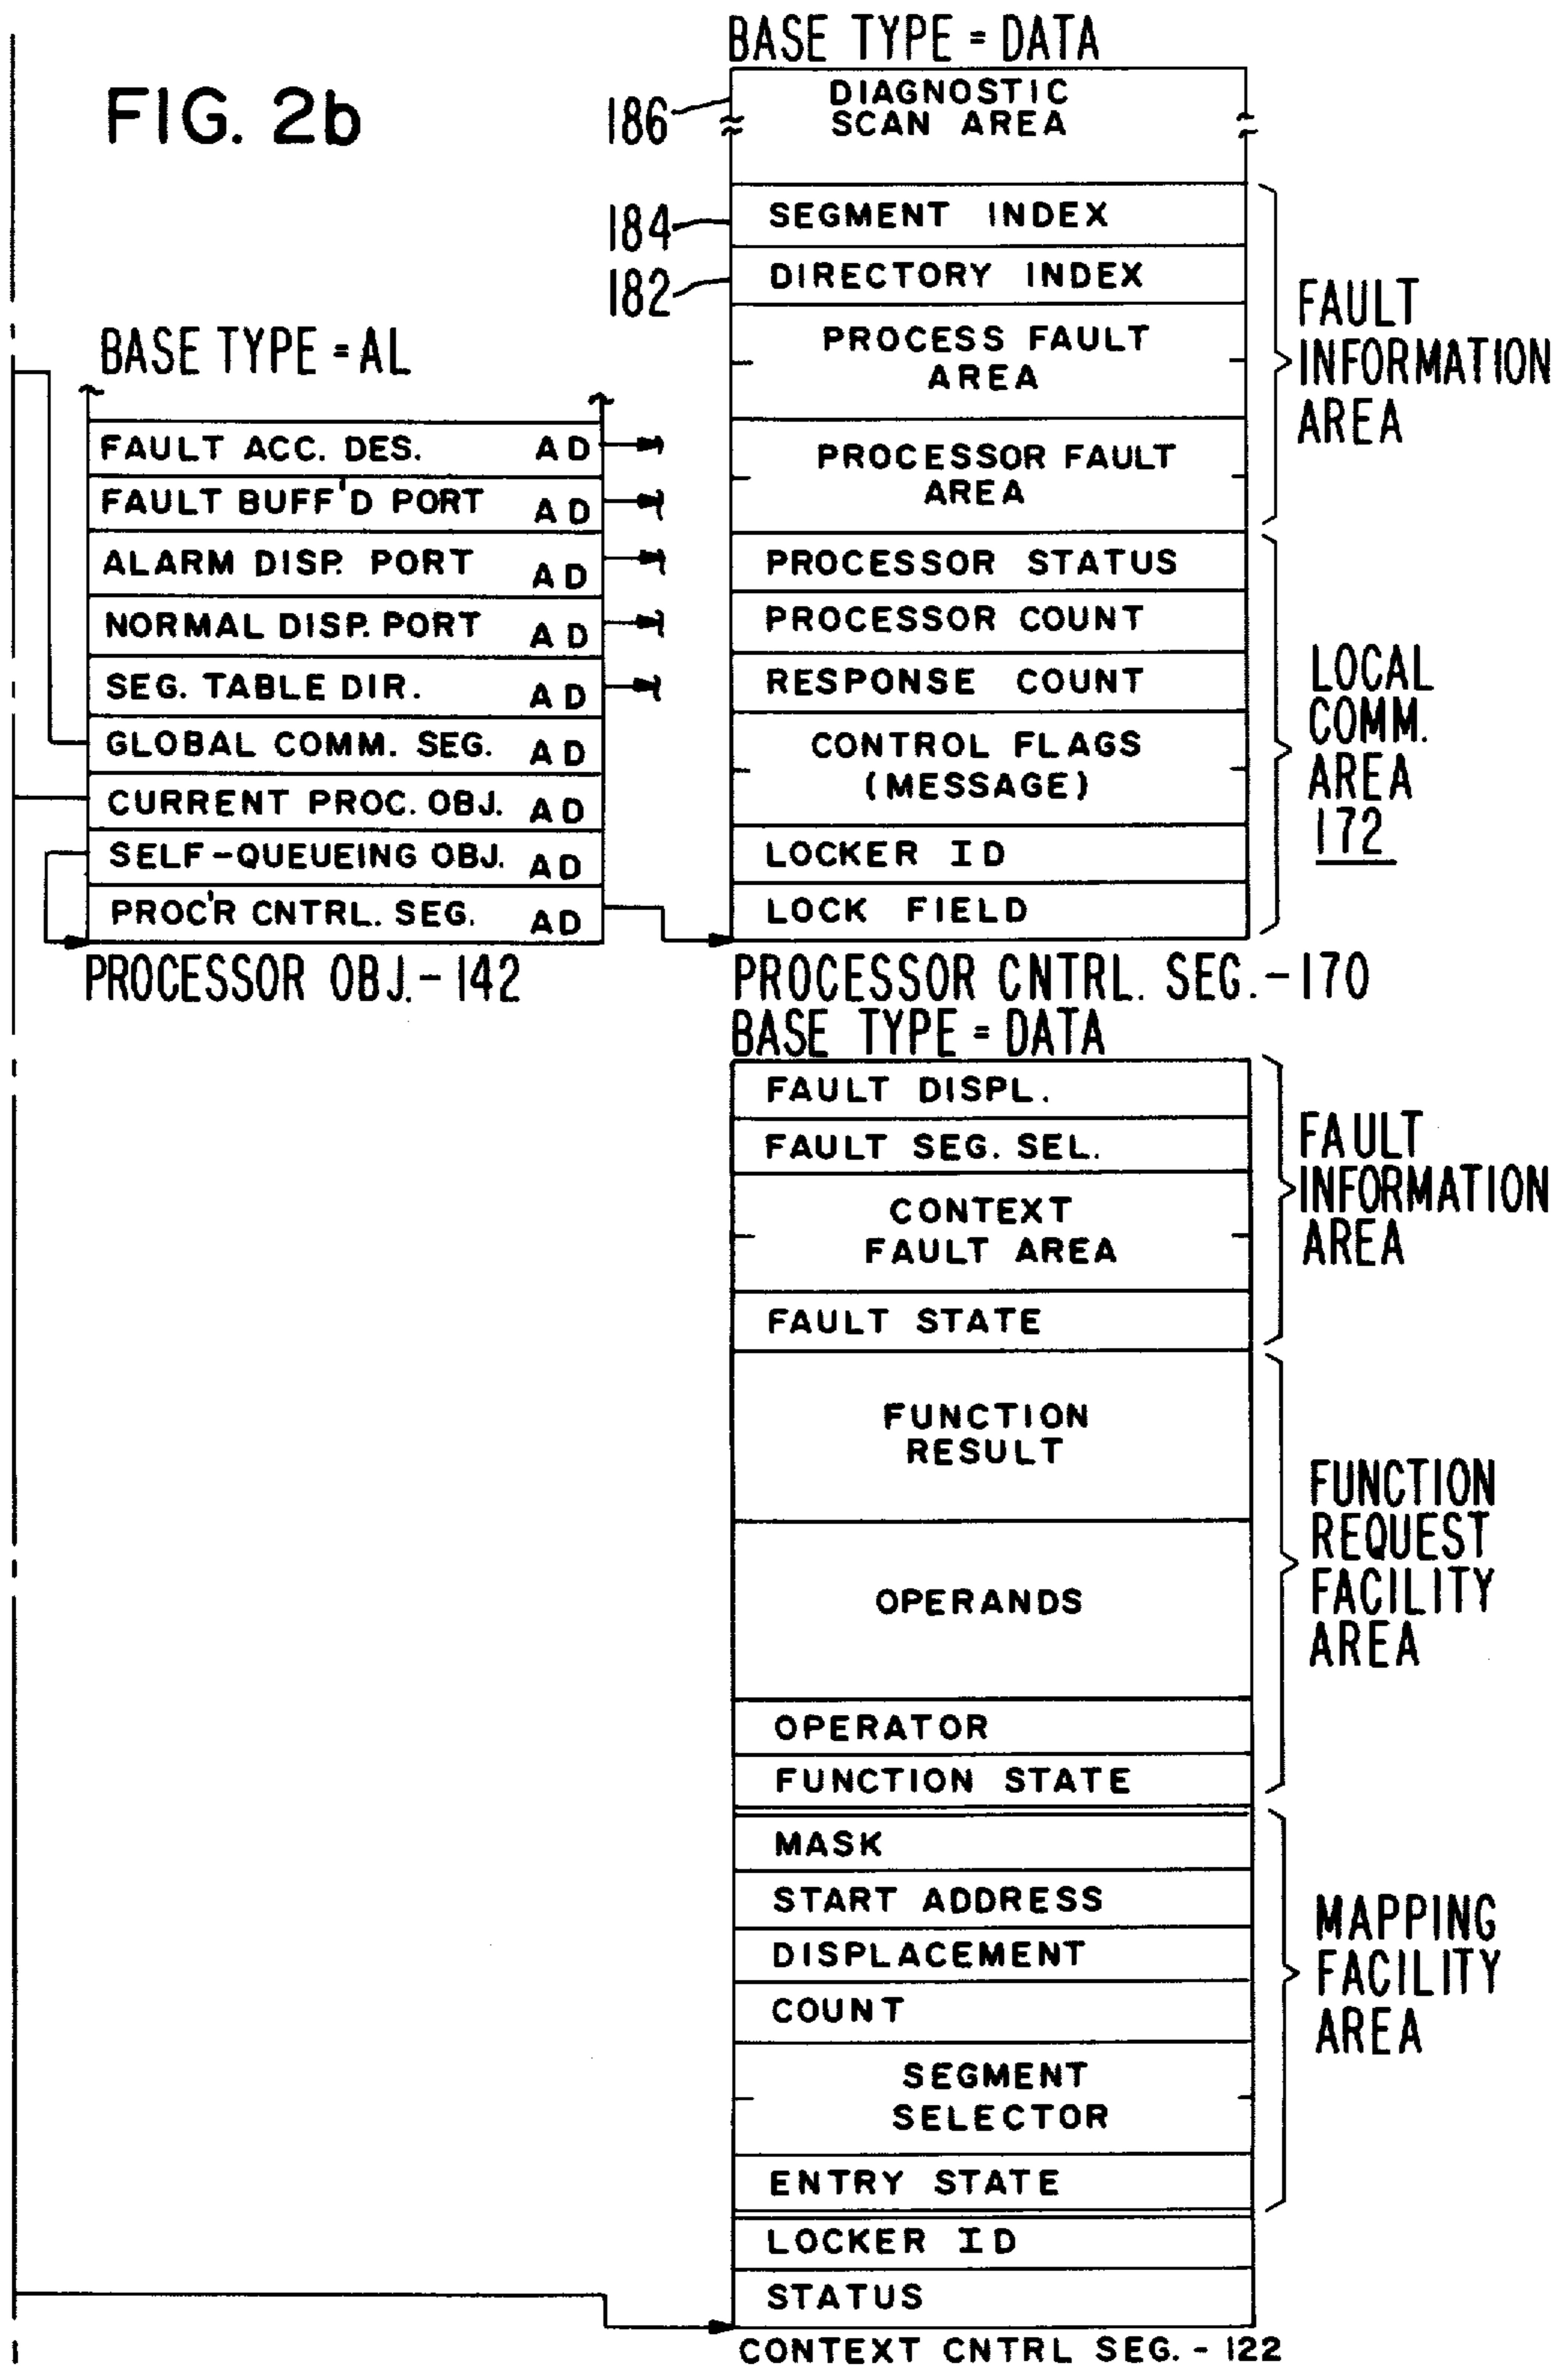 FIG. 2b
BASE TYPE = AL
FAULT ACC. DES. AD
FAULT BUFF'D PORT AD
ALARM DISP. PORT AD
NORMAL DISP. PORT AD
SEG. TABLE DIR. AD
GLOBAL COMM. SEG. AD
CURRENT PROC. OBJ. AD
SELF-QUEUEING OBJ. AD
PROC'R CNTRL. SEG. AD
PROCESSOR OBJ.-142
BASE TYPE = DATA
186
DIAGNOSTIC
SCAN AREA
184
SEGMENT INDEX
182
DIRECTORY INDEX
PROCESS FAULT
AREA
PROCESSOR FAULT
AREA
FAULT
INFORMATION
AREA
PROCESSOR STATUS
PROCESSOR COUNT
RESPONSE COUNT
CONTROL FLAGS
(MESSAGE)
LOCKER ID
LOCK FIELD
LOCAL
COMM.
AREA
172
PROCESSOR CNTRL. SEG.-170
BASE TYPE = DATA
FAULT DISPL.
FAULT SEG. SEL.
CONTEXT
FAULT AREA
FAULT STATE
FAULT
INFORMATION
AREA
FUNCTION
RESULT
OPERANDS
OPERATOR
FUNCTION STATE
FUNCTION
REQUEST
FACILITY
AREA
MASK
START ADDRESS
DISPLACEMENT
COUNT
SEGMENT
SELECTOR
ENTRY STATE
MAPPING
FACILITY
AREA
LOCKER ID
STATUS
CONTEXT CNTRL SEG. - 122